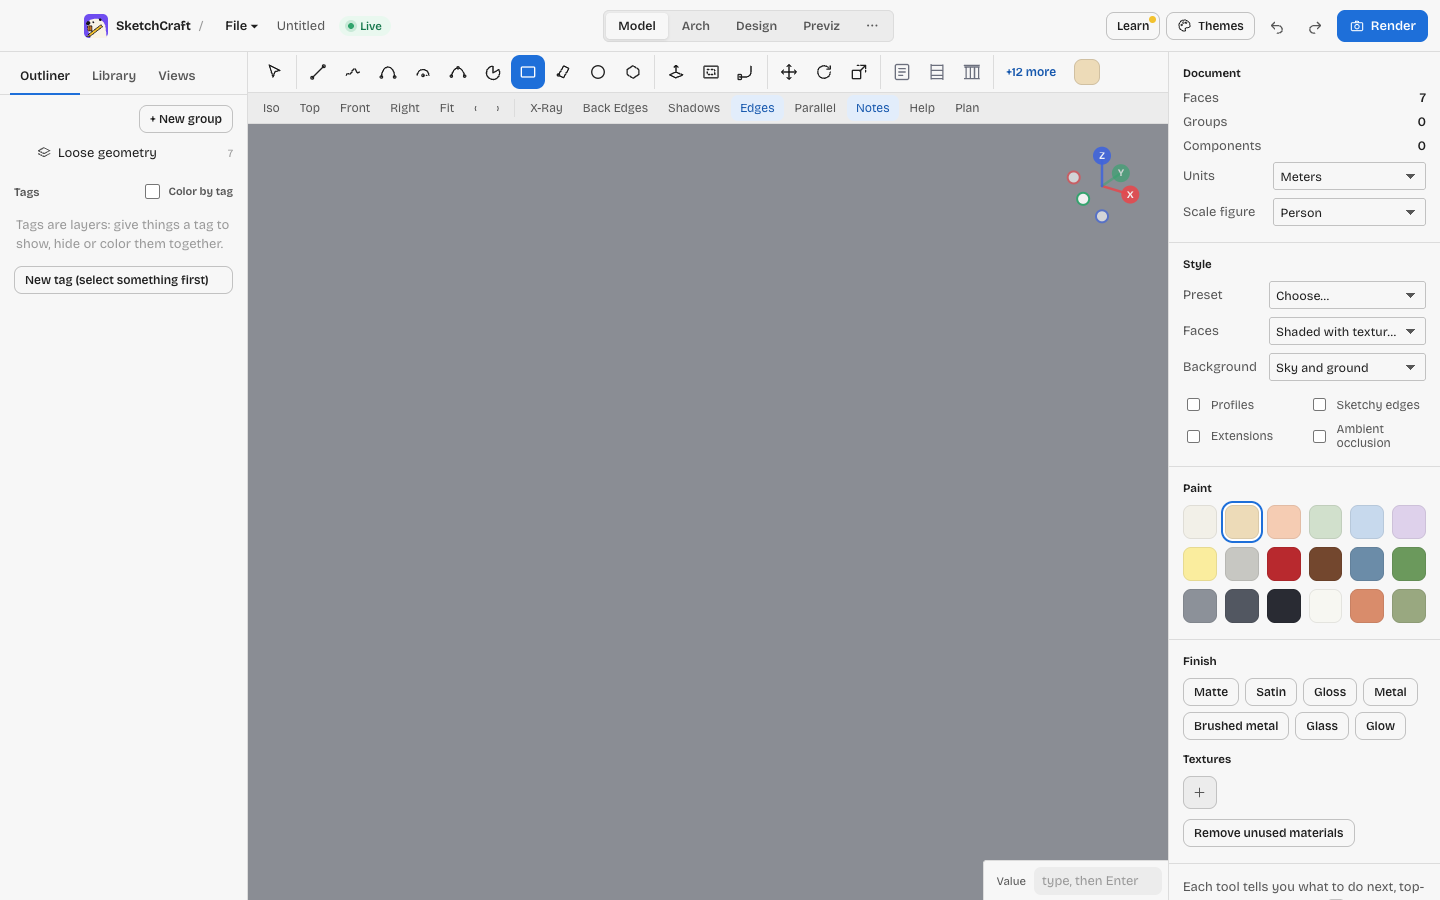 SketchCraft / File Untitled Live
Model Arch Design Previz ···
Learn Themes Render
Outliner Library Views
+ New group
Loose geometry 7
Tags Color by tag
Tags are layers: give things a tag to
show, hide or color them together.
New tag (select something first)
+12 more
Iso Top Front Right Fit ‹ › X-Ray Back Edges Shadows Edges Parallel Notes Help Plan
Z
Y
X
Value type, then Enter
Document
Faces 7
Groups 0
Components 0
Units Meters
Scale figure Person
Style
Preset Choose...
Faces Shaded with textur...
Background Sky and ground
Profiles Sketchy edges
Extensions Ambient
occlusion
Paint
Finish
Matte Satin Gloss Metal
Brushed metal Glass Glow
Textures
+
Remove unused materials
Each tool tells you what to do next, top-